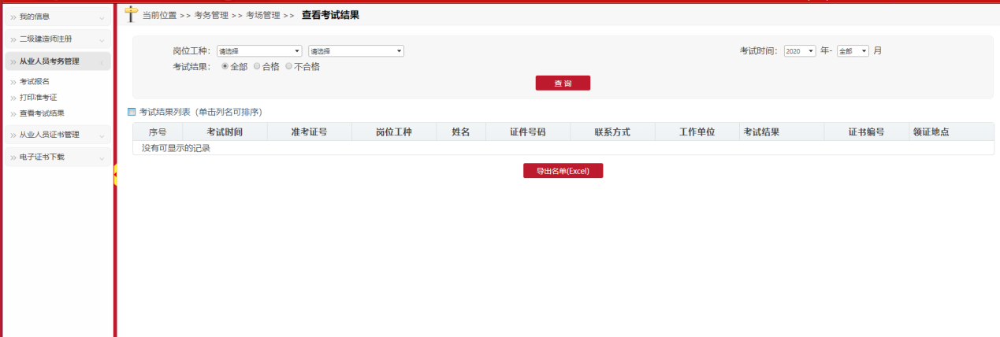 当前位置 >> 考务管理 >> 考场管理 >> 查看考试结果
我的信息
二级建造师注册
从业人员考务管理
考试报名
打印准考证
查看考试结果
从业人员证书管理
电子证书下载
岗位工种： 请选择 请选择 考试时间： 2020 年- 全部 月
考试结果： 全部 合格 不合格
查 询
考试结果列表（单击列名可排序）
序号 考试时间 准考证号 岗位工种 姓名 证件号码 联系方式 工作单位 考试结果 证书编号 领证地点
没有可显示的记录
导出名单(Excel)